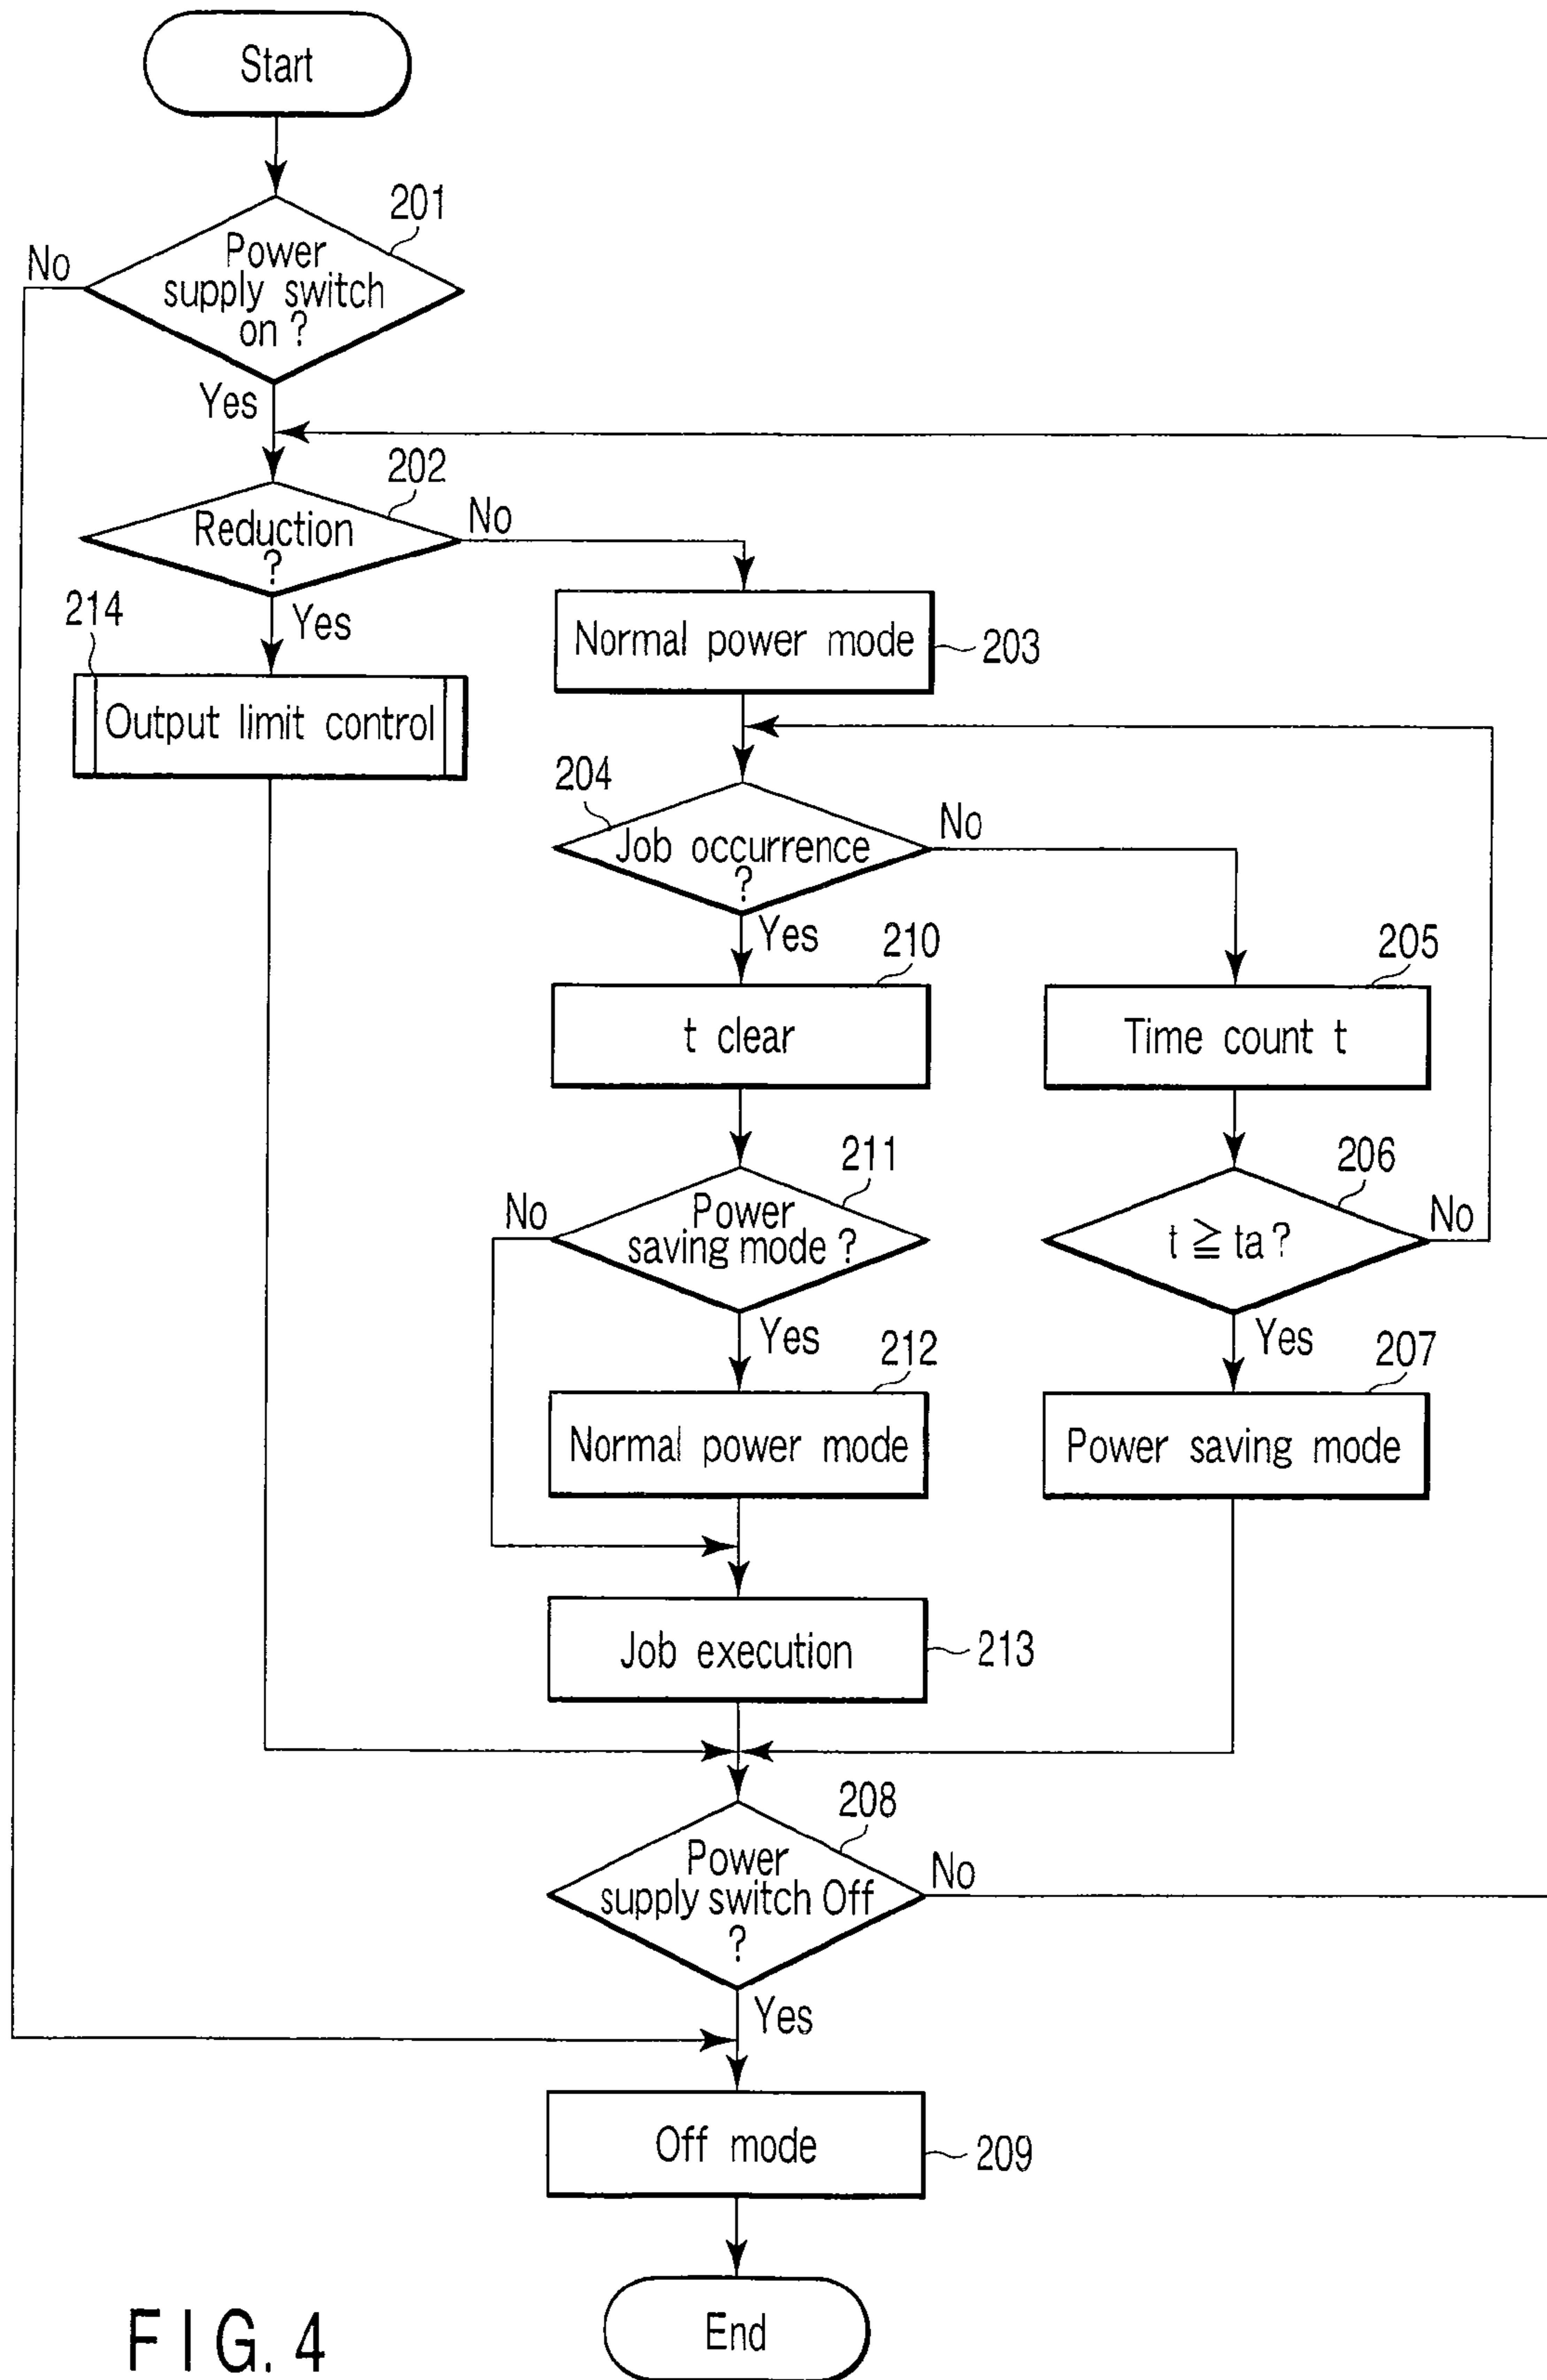 Start
201
Power
supply switch
on ?
No
Yes
202
Reduction
?
No
Yes
214
Output limit control
Normal power mode
203
204
Job occurrence
?
No
Yes
210
t clear
205
Time count t
211
Power
saving mode ?
No
Yes
206
t ≧ ta ?
No
Yes
212
Normal power mode
207
Power saving mode
Job execution
213
208
Power
supply switch Off
?
No
Yes
Off mode
209
End
FIG. 4